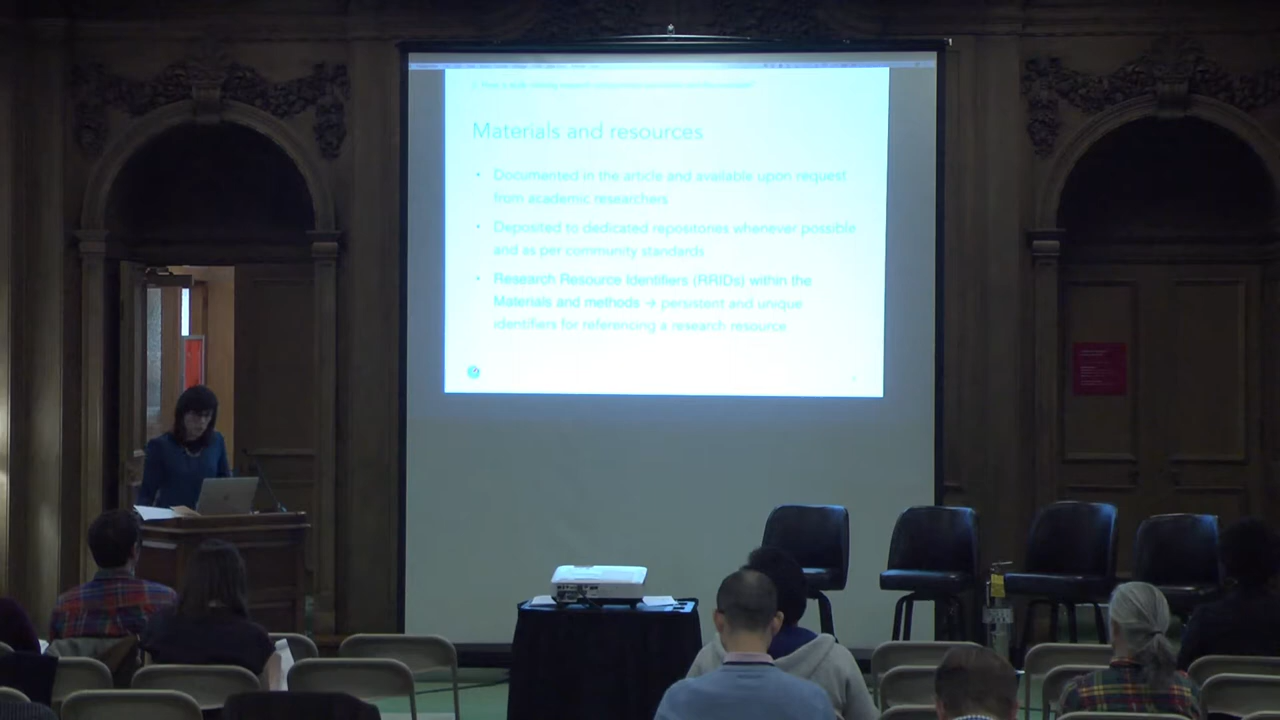 Materials and resources
• Documented in the article and available upon request
from academic researchers
• Deposited to dedicated repositories whenever possible
and as per community standards
• Research Resource Identifiers (RRIDs) within the
Materials and methods → persistent and unique
identifiers for referencing a research resource